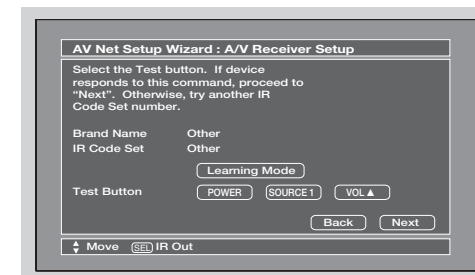 AV Net Setup Wizard : A/V Receiver Setup
Select the Test button. If device
responds to this command, proceed to
“Next”. Otherwise, try another IR
Code Set number.
Brand Name Other
IR Code Set Other
Learning Mode
Test Button POWER SOURCE 1 VOL ▲
Back Next
Move SEL IR Out